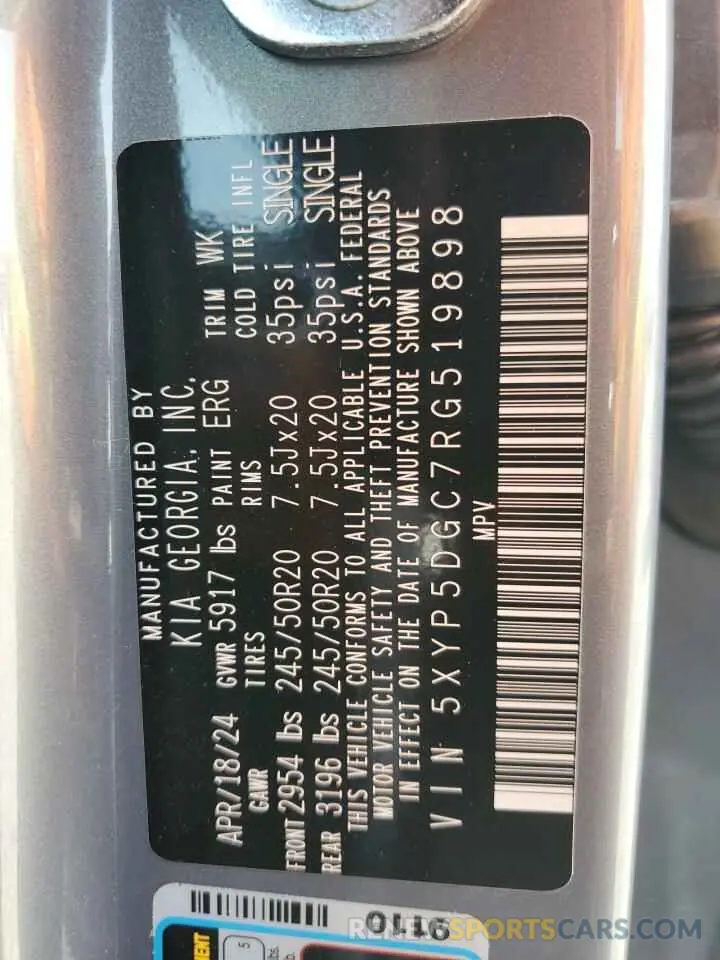 MANUFACTURED BY
KIA GEORGIA, INC.
APR/18/24 GVWR 5917 lbs PAINT ERG TRIM WK
GAWR TIRES RIMS COLD TIRE INFL
FRONT 2954 lbs 245/50R20 7.5Jx20 35psi SINGLE
REAR 3196 lbs 245/50R20 7.5Jx20 35psi SINGLE
THIS VEHICLE CONFORMS TO ALL APPLICABLE U.S.A. FEDERAL
MOTOR VEHICLE SAFETY AND THEFT PREVENTION STANDARDS
IN EFFECT ON THE DATE OF MANUFACTURE SHOWN ABOVE
VIN 5XYP5DGC7RG519898
MPV
5
SPORTSCARS.COM